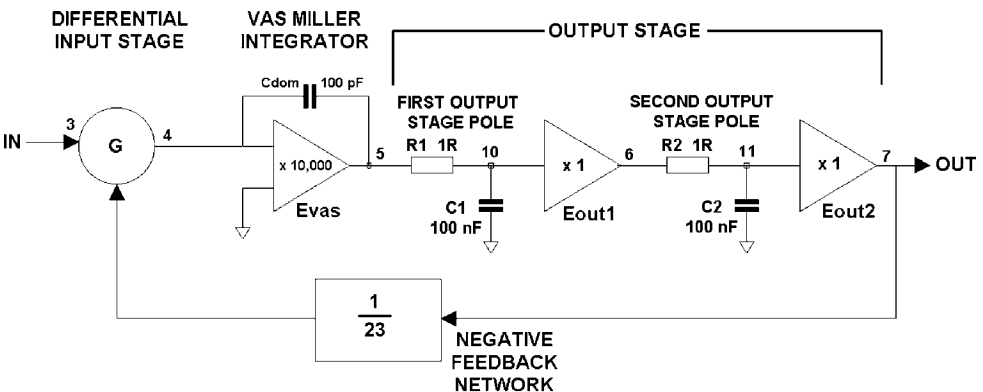 DIFFERENTIAL
INPUT STAGE
VAS MILLER
INTEGRATOR
OUTPUT STAGE
Cdom 100 pF
FIRST OUTPUT
STAGE POLE
SECOND OUTPUT
STAGE POLE
IN
3
G
4
x 10,000
Evas
5
R1 1R
10
C1
100 nF
x 1
Eout1
6
R2 1R
11
C2
100 nF
x 1
Eout2
7
OUT
1
23
NEGATIVE
FEEDBACK
NETWORK